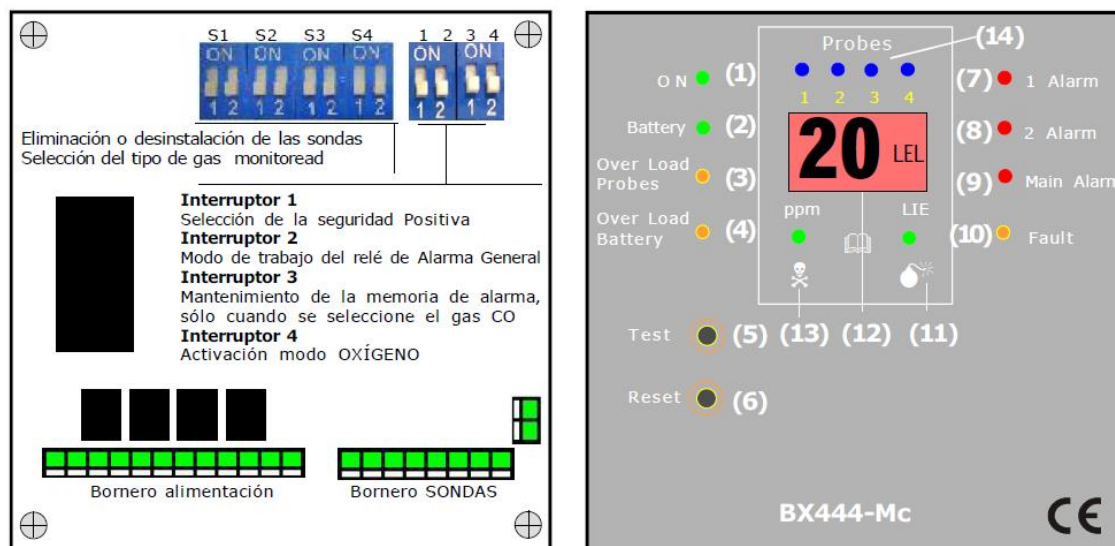 S1 S2 S3 S4 1 2 3 4
ON ON ON ON ON ON
1 2 1 2 1 2 1 2 1 2 3 4
Eliminación o desinstalación de las sondas
Selección del tipo de gas monitoread
Interruptor 1
Selección de la seguridad Positiva
Interruptor 2
Modo de trabajo del relé de Alarma General
Interruptor 3
Mantenimiento de la memoria de alarma,
sólo cuando se seleccione el gas CO
Interruptor 4
Activación modo OXÍGENO
Bornero alimentación
Bornero SONDAS
Probes
(14)
ON (1)
1 2 3 4
(7) 1 Alarm
Battery (2)
20 LEL
(8) 2 Alarm
Over Load
Probes (3)
(9) Main Alarm
Over Load
Battery (4)
ppm
LIE
(10) Fault
Test (5)
(13) (12) (11)
Reset (6)
BX444-Mc
CE